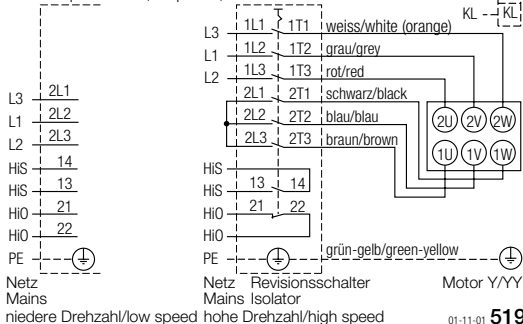 KL -- KL
L3 1L1 1T1 weiss/white (orange)
L1 1L2 1T2 grau/grey
L2 1L3 1T3 rot/red
2L1 2T1 schwarz/black
2L2 2T2 blau/blau
2L3 2T3 braun/brown
L3 2L1
L1 2L2
L2 2L3
HiS 14
HiS 13
HiO 21
HiO 22
PE
HiS
HiS 13 14
HiO 21 22
HiO
PE grün-gelb/green-yellow
2U 2V 2W
1U 1V 1W
Netz
Mains
niedere Drehzahl/low speed
Netz Revisionsschalter
Mains Isolator
hohe Drehzahl/high speed
Motor Y/YY
01-11-01 519